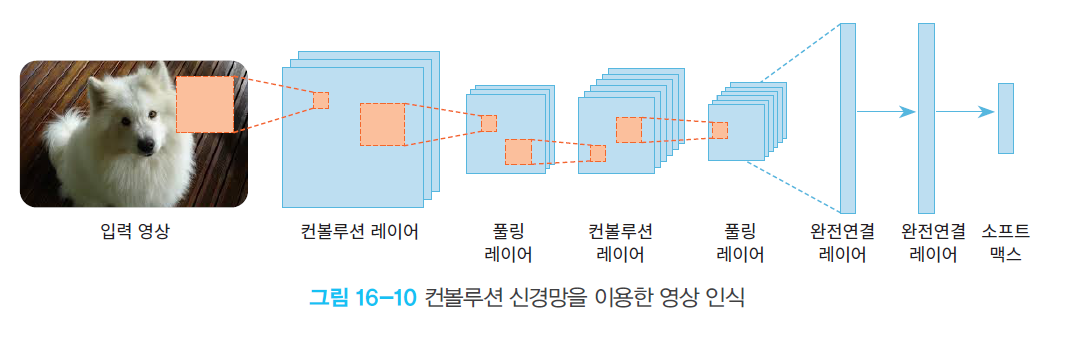 입력 영상
컨볼루션 레이어
풀링
레이어
컨볼루션
레이어
풀링
레이어
완전연결
레이어
완전연결
레이어
소프트
맥스
그림 16-10 컨볼루션 신경망을 이용한 영상 인식